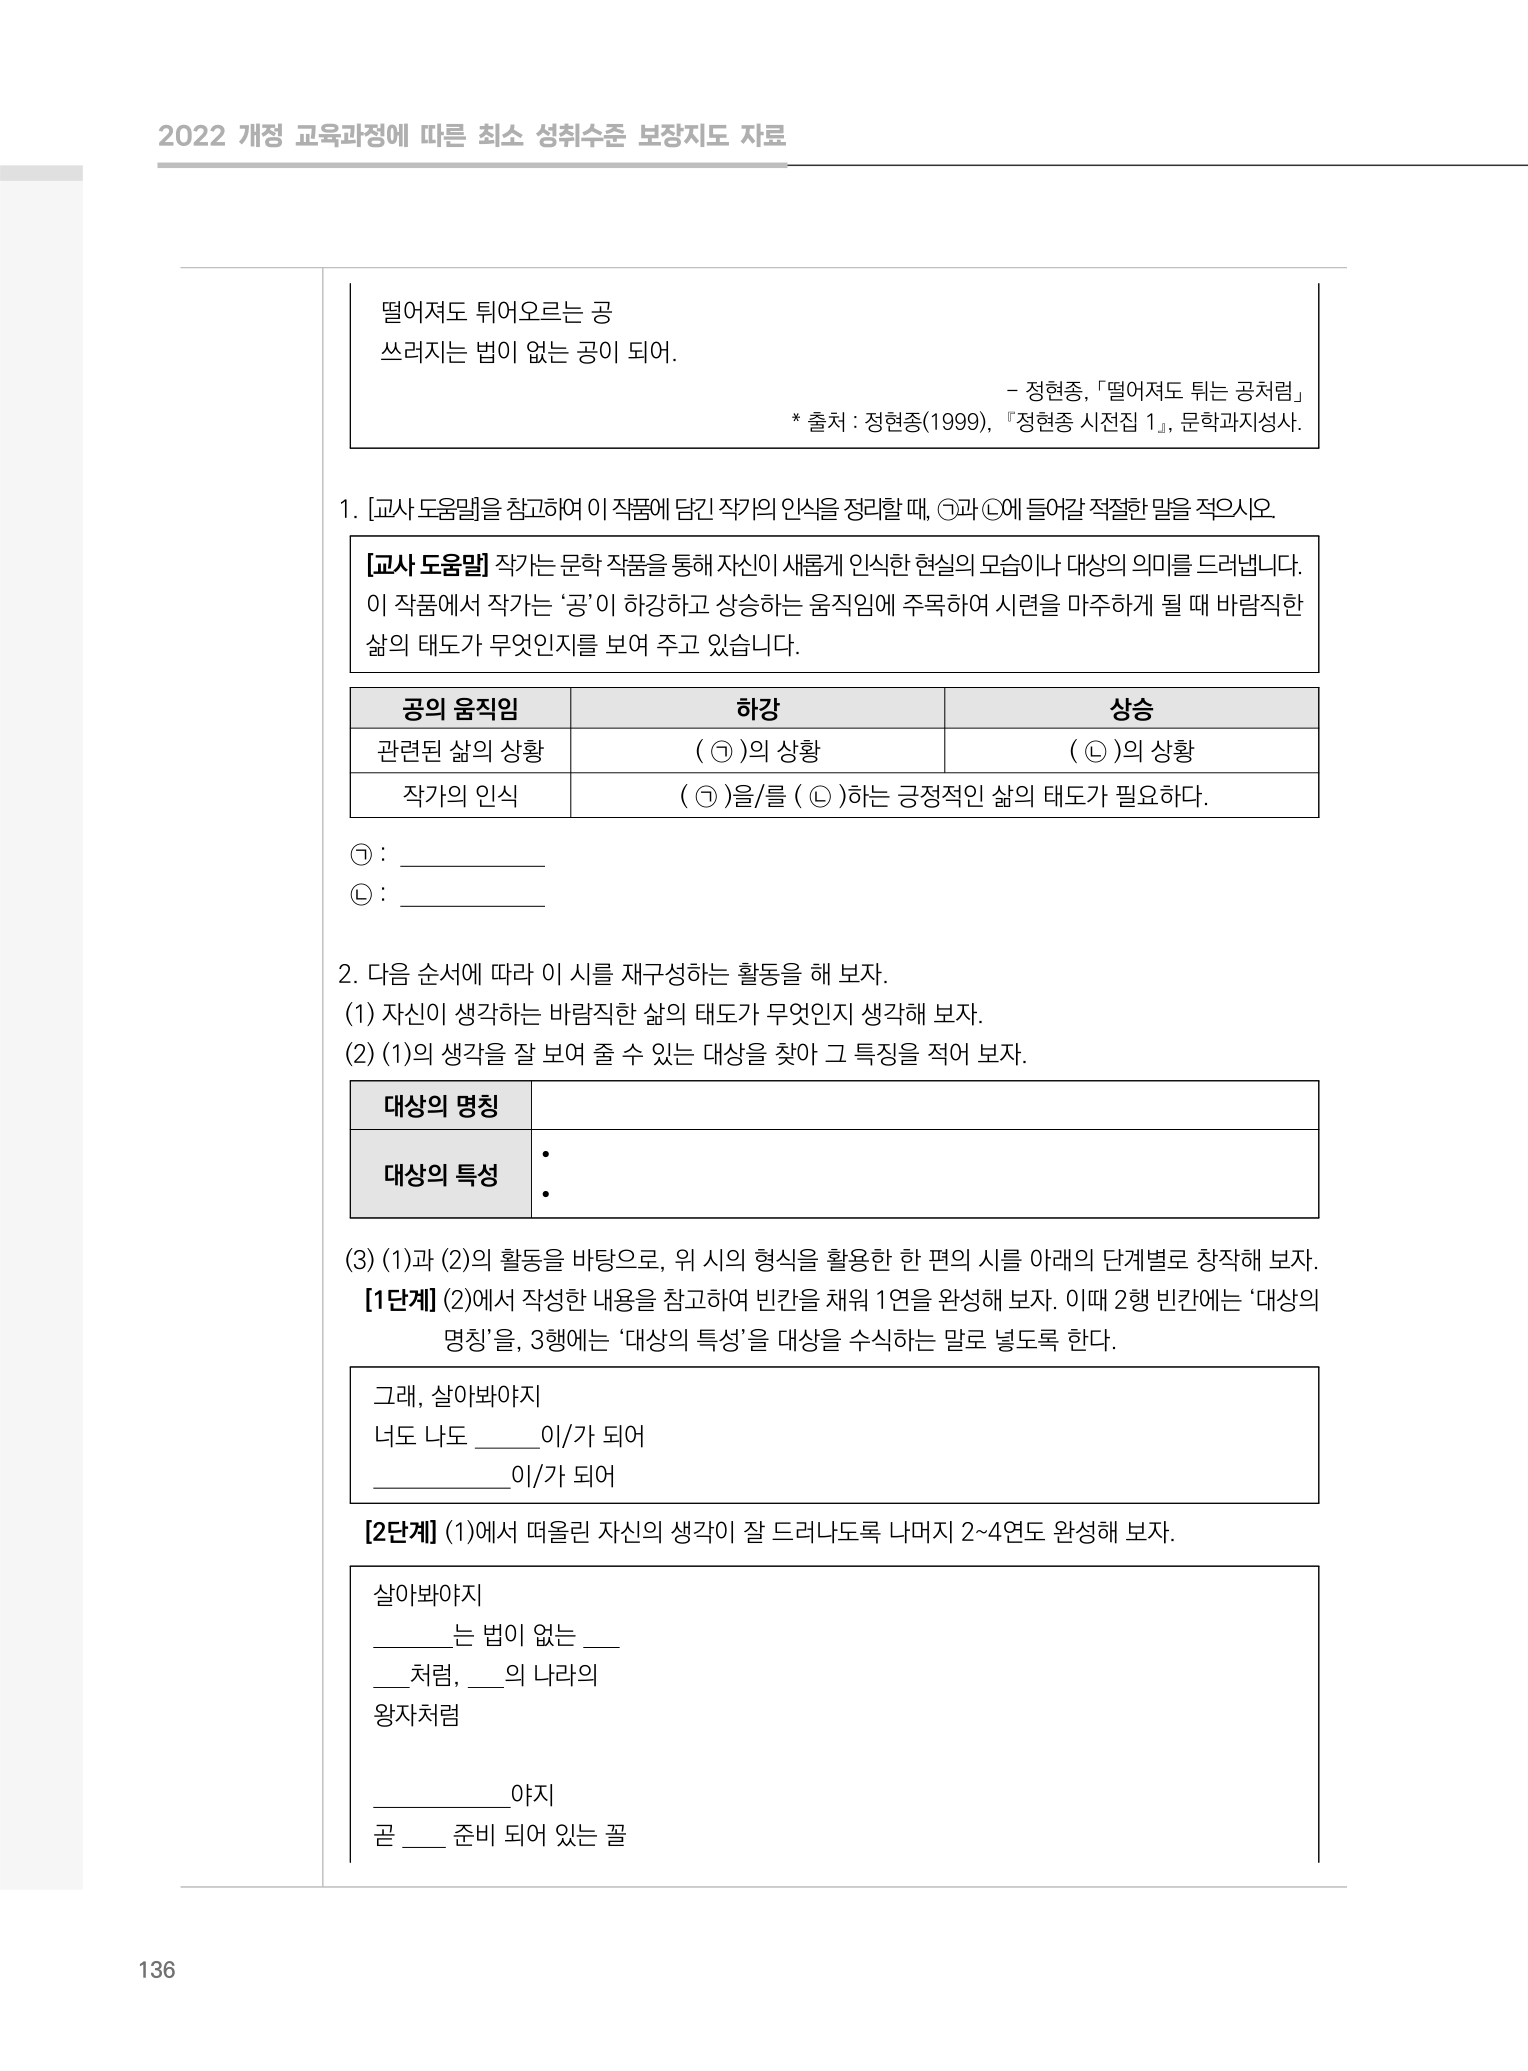 2022 개정 교육과정에 따른 최소 성취수준 보장지도 자료
떨어져도 튀어오르는 공
쓰러지는 법이 없는 공이 되어.
- 정현종, 「떨어져도 튀는 공처럼」
* 출처 : 정현종(1999), 『정현종 시전집 1』, 문학과지성사.
1. [교사 도움말]을 참고하여 이 작품에 담긴 작가의 인식을 정리할 때, ㉠과 ㉡에 들어갈 적절한 말을 적으시오.
[교사 도움말] 작가는 문학 작품을 통해 자신이 새롭게 인식한 현실의 모습이나 대상의 의미를 드러냅니다.
이 작품에서 작가는 ‘공’이 하강하고 상승하는 움직임에 주목하여 시련을 마주하게 될 때 바람직한
삶의 태도가 무엇인지를 보여 주고 있습니다.
공의 움직임 하강 상승
관련된 삶의 상황 ( ㉠ )의 상황 ( ㉡ )의 상황
작가의 인식 ( ㉠ )을/를 ( ㉡ )하는 긍정적인 삶의 태도가 필요하다.
㉠ : ____________
㉡ : ____________
2. 다음 순서에 따라 이 시를 재구성하는 활동을 해 보자.
(1) 자신이 생각하는 바람직한 삶의 태도가 무엇인지 생각해 보자.
(2) (1)의 생각을 잘 보여 줄 수 있는 대상을 찾아 그 특징을 적어 보자.
대상의 명칭
대상의 특성
•
•
(3) (1)과 (2)의 활동을 바탕으로, 위 시의 형식을 활용한 한 편의 시를 아래의 단계별로 창작해 보자.
[1단계] (2)에서 작성한 내용을 참고하여 빈칸을 채워 1연을 완성해 보자. 이때 2행 빈칸에는 ‘대상의
명칭’을, 3행에는 ‘대상의 특성’을 대상을 수식하는 말로 넣도록 한다.
그래, 살아봐야지
너도 나도 _____이/가 되어
___________이/가 되어
[2단계] (1)에서 떠올린 자신의 생각이 잘 드러나도록 나머지 2~4연도 완성해 보자.
살아봐야지
______는 법이 없는 ___
___처럼, ___의 나라의
왕자처럼
___________야지
곧 ___ 준비 되어 있는 꼴
136